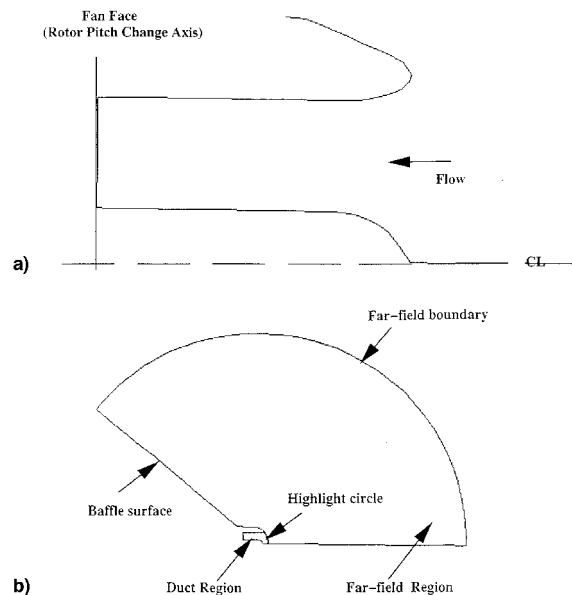 Fan Face
(Rotor Pitch Change Axis)
Flow
a)
CL
Far-field boundary
Highlight circle
Baffle surface
Duct Region
Far-field Region
b)